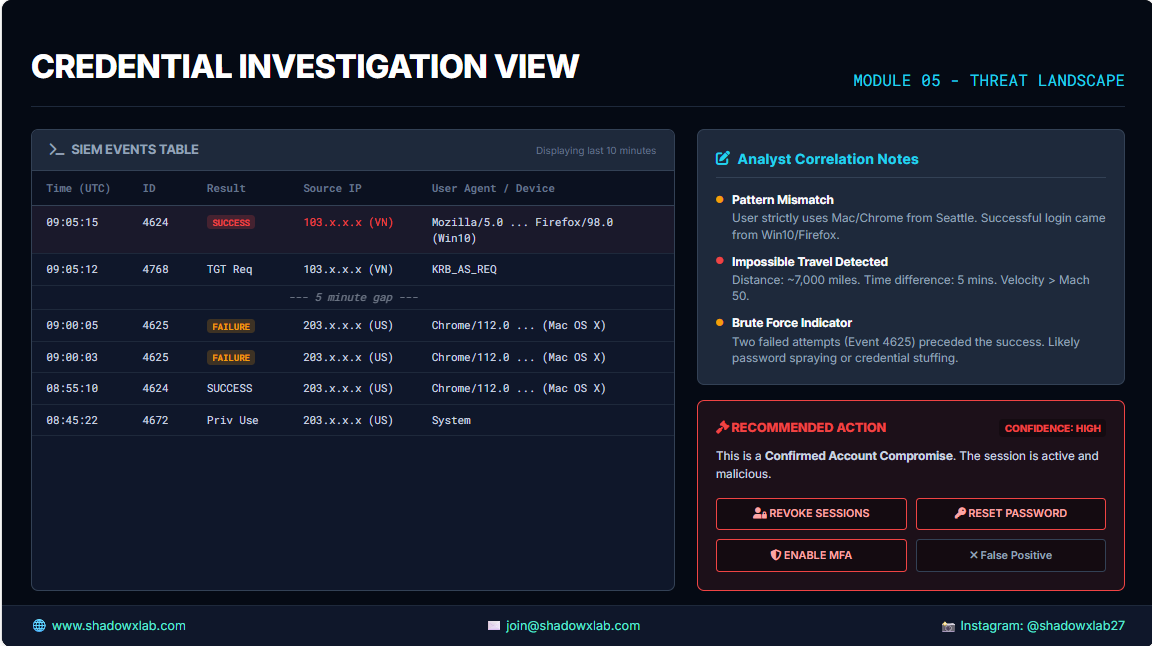 CREDENTIAL INVESTIGATION VIEW
MODULE 05 - THREAT LANDSCAPE
SIEM EVENTS TABLE
Displaying last 10 minutes
Time (UTC) ID Result Source IP User Agent / Device
09:05:15 4624 SUCCESS 103.x.x.x (VN) Mozilla/5.0 ... Firefox/98.0
(Win10)
09:05:12 4768 TGT Req 103.x.x.x (VN) KRB_AS_REQ
--- 5 minute gap ---
09:00:05 4625 FAILURE 203.x.x.x (US) Chrome/112.0 ... (Mac OS X)
09:00:03 4625 FAILURE 203.x.x.x (US) Chrome/112.0 ... (Mac OS X)
08:55:10 4624 SUCCESS 203.x.x.x (US) Chrome/112.0 ... (Mac OS X)
08:45:22 4672 Priv Use 203.x.x.x (US) System
Analyst Correlation Notes
Pattern Mismatch
User strictly uses Mac/Chrome from Seattle. Successful login came
from Win10/Firefox.
Impossible Travel Detected
Distance: ~7,000 miles. Time difference: 5 mins. Velocity > Mach
50.
Brute Force Indicator
Two failed attempts (Event 4625) preceded the success. Likely
password spraying or credential stuffing.
RECOMMENDED ACTION
CONFIDENCE: HIGH
This is a Confirmed Account Compromise. The session is active and
malicious.
REVOKE SESSIONS
RESET PASSWORD
ENABLE MFA
False Positive
www.shadowxlab.com
join@shadowxlab.com
Instagram: @shadowxlab27